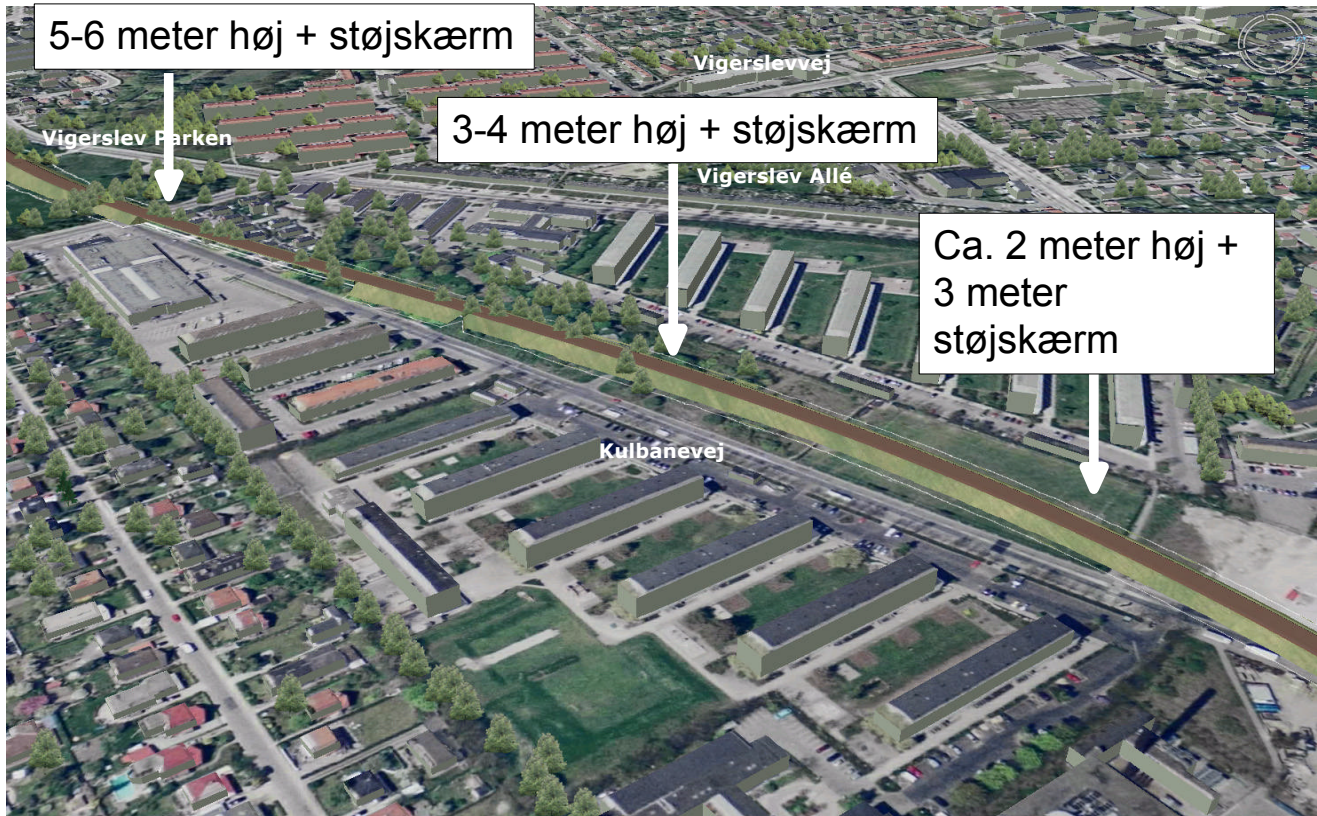 5-6 meter høj + støjskærm
Vigerslevvej
3-4 meter høj + støjskærm
Vigerslev Parken
Vigerslev Allé
Ca. 2 meter høj +
3 meter
støjskærm
Kulbanevej